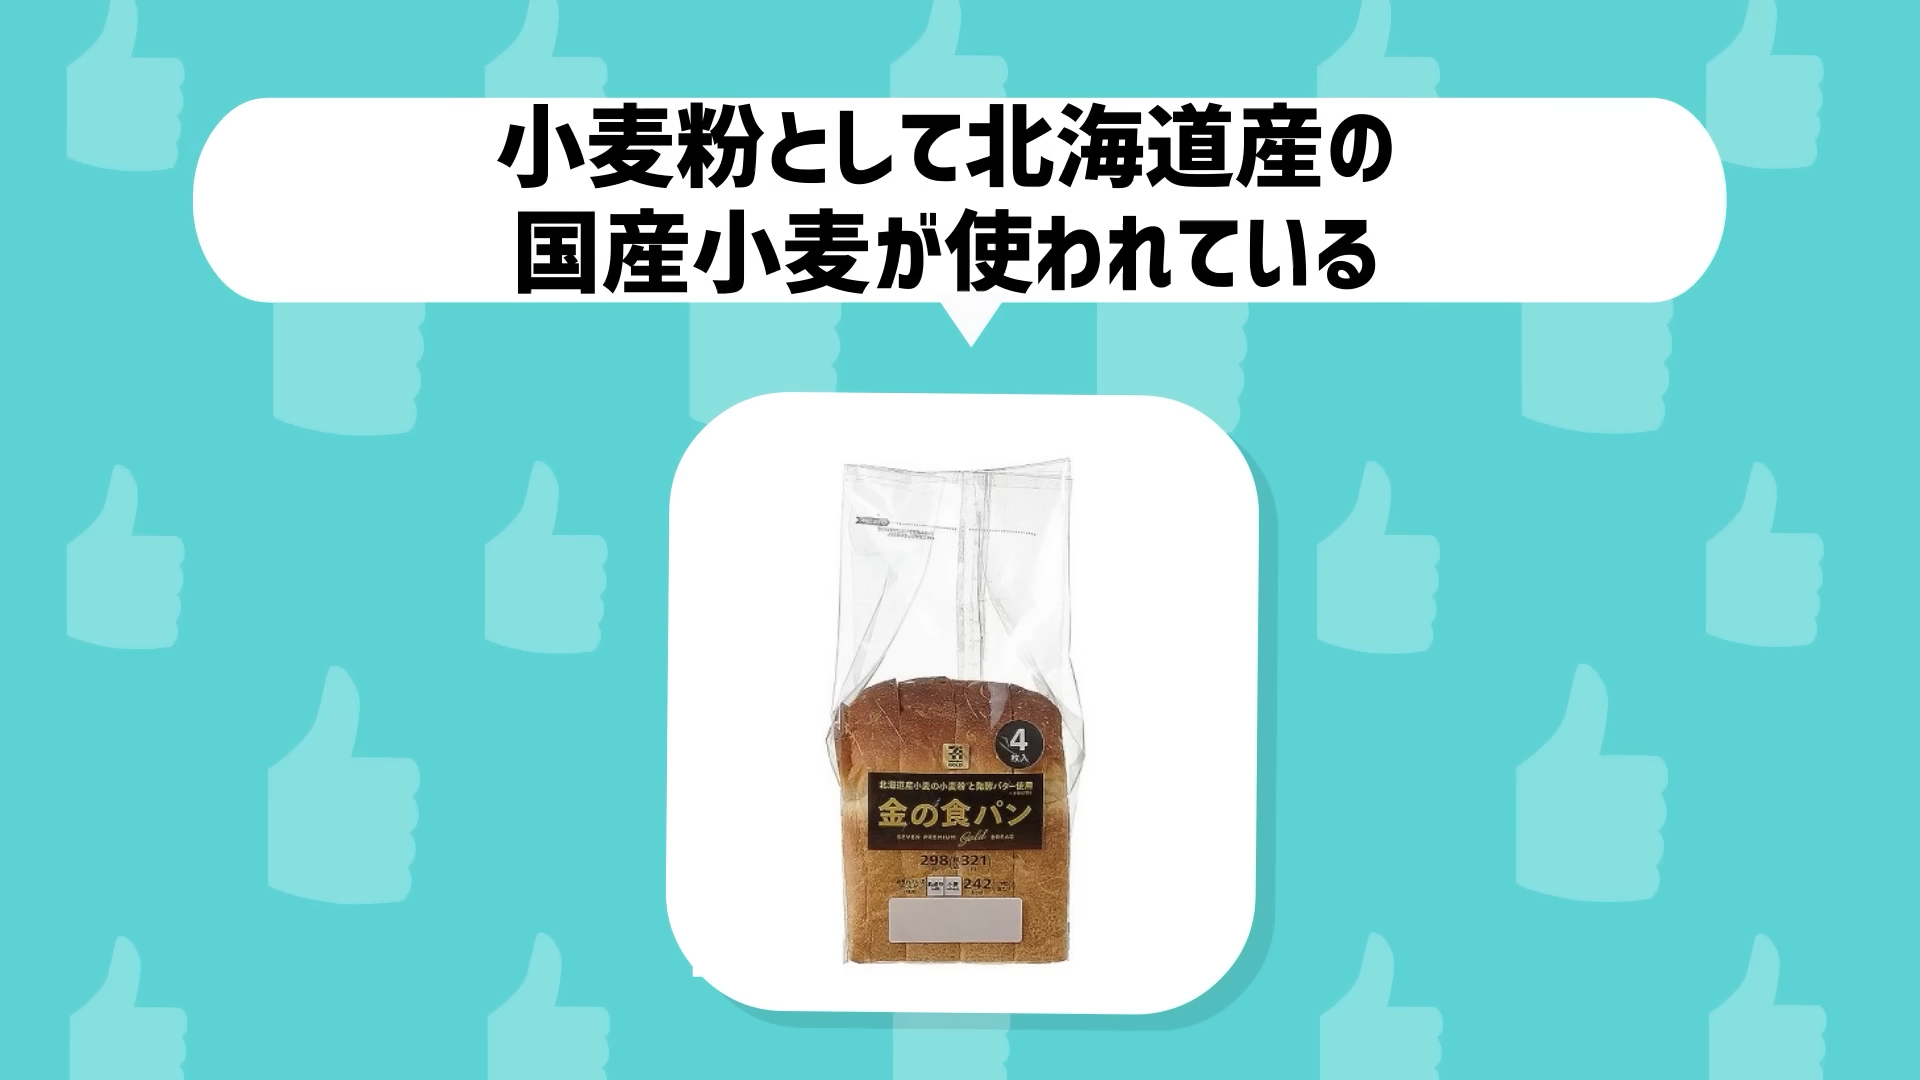 小麦粉として北海道産の
国産小麦が使われている
4
枚入
GOLD
北海道産小麦の小麦粉と発酵バター使用
金の食パン
SEVEN PREMIUM Gold BREAD
298 321
242